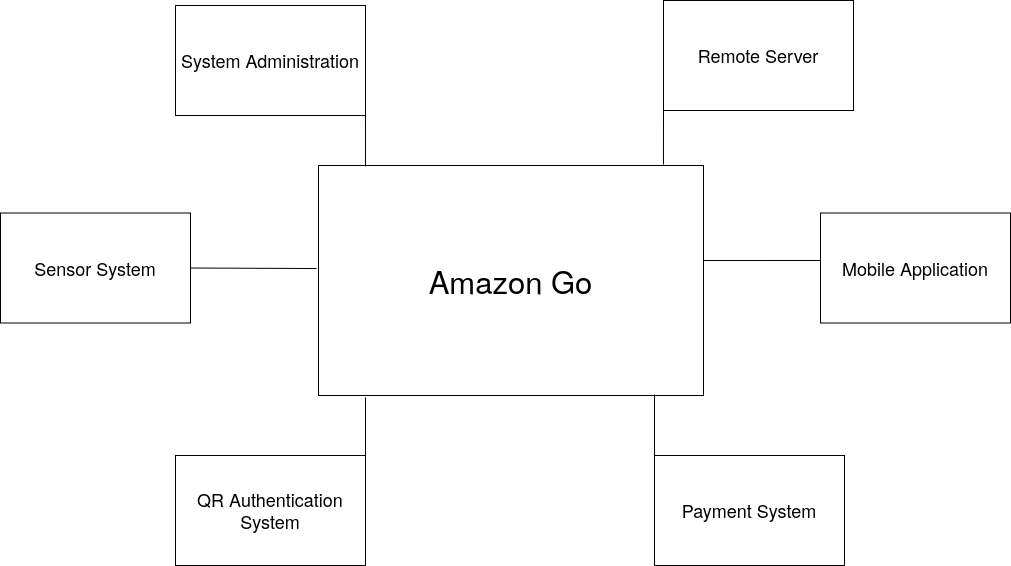 System Administration
Remote Server
Sensor System
Amazon Go
Mobile Application
QR Authentication
System
Payment System